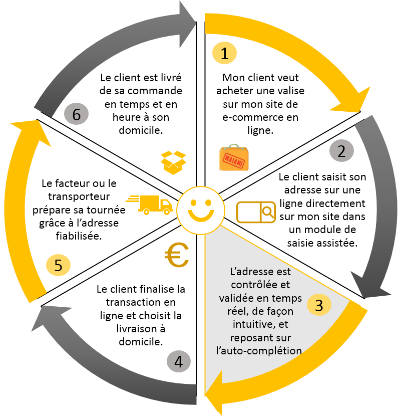 1
Mon client veut
acheter une valise
sur mon site de
e-commerce en
ligne.
2
Le client saisit son
adresse sur une
ligne directement
sur mon site dans
un module de
saisie assistée.
3
L'adresse est
contrôlée et
validée en temps
réel, de façon
intuitive, et
reposant sur
l'auto-complétion
4
Le client finalise la
transaction en
ligne et choisit la
livraison à
domicile.
€
5
Le facteur ou le
transporteur
prépare sa tournée
grâce à l'adresse
fiabilisée.
6
Le client est livré
de sa commande
en temps et en
heure à son
domicile.